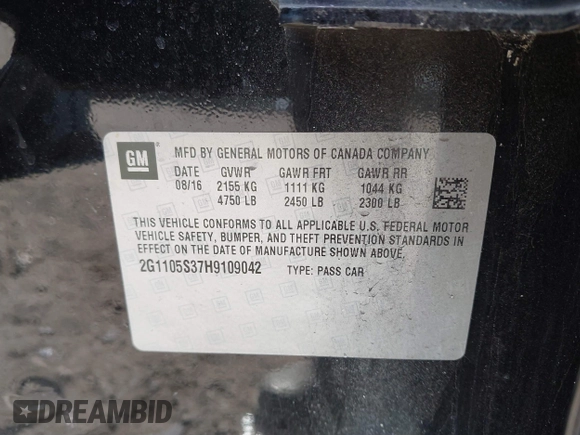 GM
MFD BY GENERAL MOTORS OF CANADA COMPANY
DATE GVWR GAWR FRT GAWR RR
08/16 2155 KG 1111 KG 1044 KG
4750 LB 2450 LB 2300 LB
THIS VEHICLE CONFORMS TO ALL APPLICABLE U.S. FEDERAL MOTOR
VEHICLE SAFETY, BUMPER, AND THEFT PREVENTION STANDARDS IN
EFFECT ON THE DATE OF MANUFACTURE SHOWN ABOVE.
2G1105S37H9109042 TYPE: PASS CAR
DREAMBID